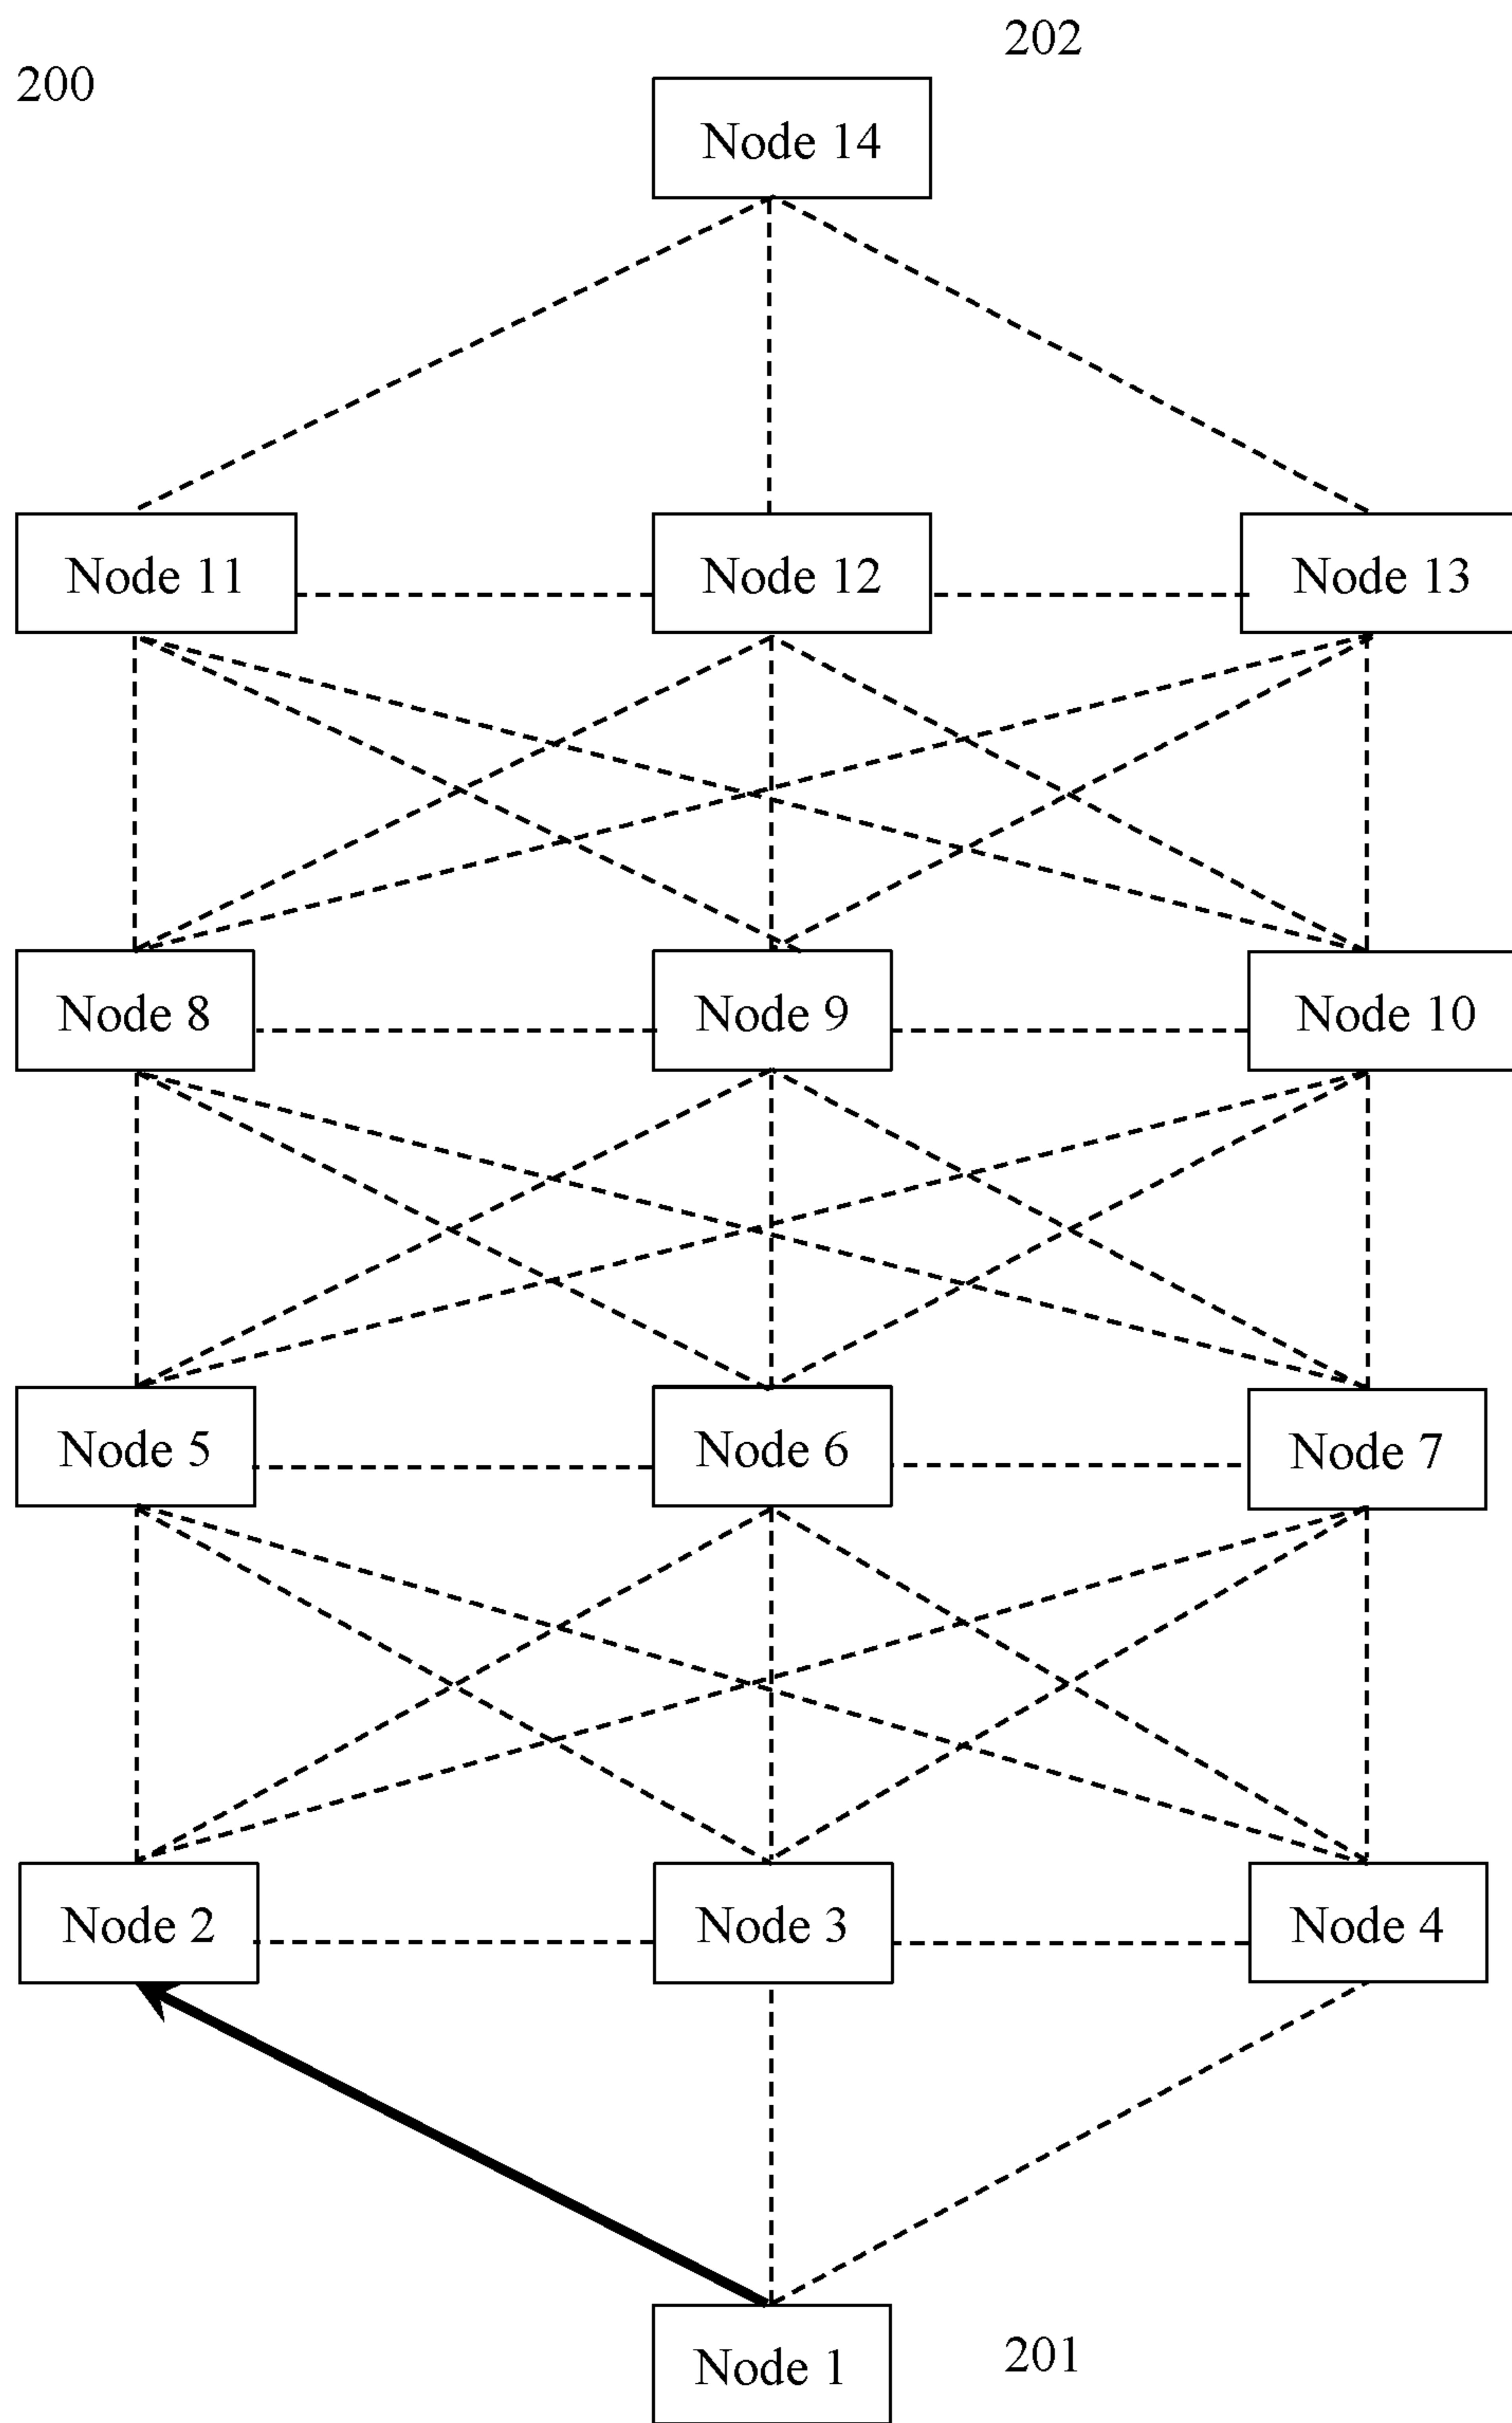 202
200
Node 14
Node 11
Node 12
Node 13
Node 8
Node 9
Node 10
Node 5
Node 6
Node 7
Node 2
Node 3
Node 4
Node 1
201